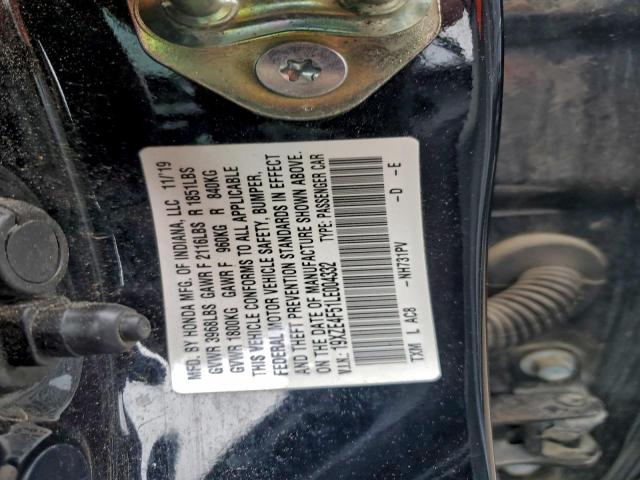 MFD. BY HONDA MFG. OF INDIANA, LLC 11/19
GVWR 3968LBS GAWR F 2116LBS R 1851LBS
GVWR 1800KG GAWR F 960KG R 840KG
THIS VEHICLE CONFORMS TO ALL APPLICABLE
FEDERAL MOTOR VEHICLE SAFETY, BUMPER,
AND THEFT PREVENTION STANDARDS IN EFFECT
ON THE DATE OF MANUFACTURE SHOWN ABOVE.
V.I.N.: 19XZE4F51LE004332 TYPE: PASSENGER CAR
TXM L AC8 -NH731PV -D -E